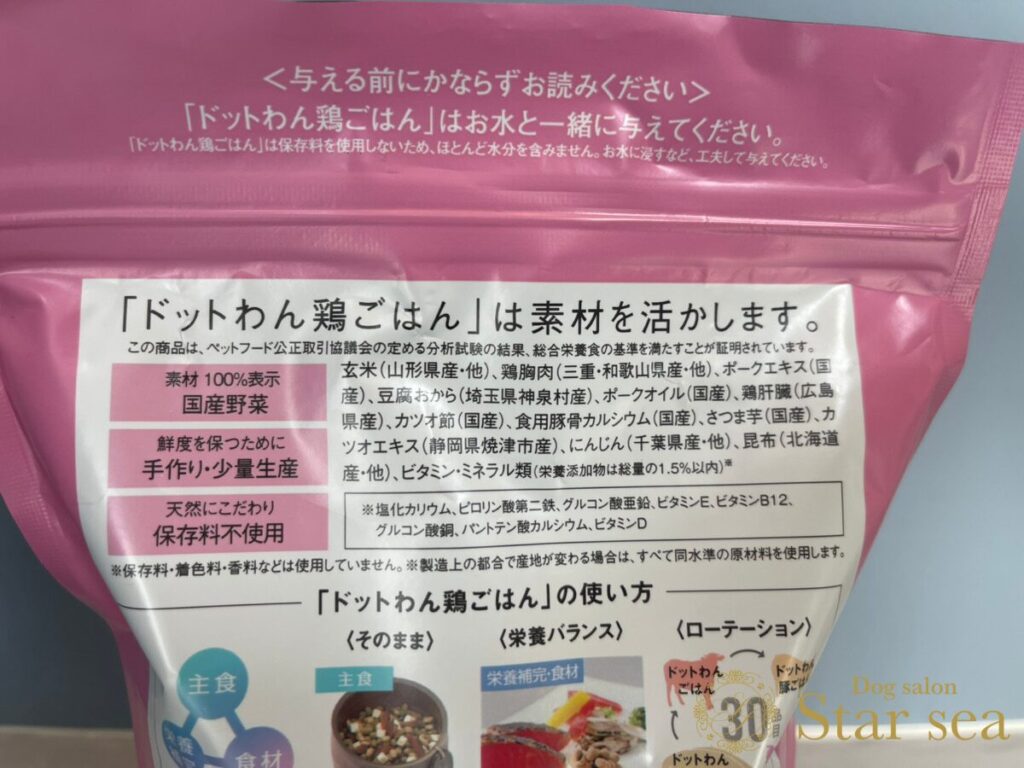 ＜与える前にかならずお読みください＞
「ドットわん鶏ごはん」はお水と一緒に与えてください。
「ドットわん鶏ごはん」は保存料を使用しないため、ほとんど水分を含みません。お水に浸すなど、工夫して与えてください。
「ドットわん鶏ごはん」は素材を活かします。
この商品は、ペットフード公正取引協議会の定める分析試験の結果、総合栄養食の基準を満たすことが証明されています。
素材 100%表示
国産野菜
鮮度を保つために
手作り・少量生産
天然にこだわり
保存料不使用
玄米(山形県産・他)、鶏胸肉(三重・和歌山県産・他)、ポークエキス(国
産)、豆腐おから(埼玉県神泉村産)、ポークオイル(国産)、鶏肝臓(広島
県産)、カツオ節(国産)、食用豚骨カルシウム(国産)、さつま芋(国産)、カ
ツオエキス(静岡県焼津市産)、にんじん(千葉県産・他)、昆布(北海道
産・他)、ビタミン・ミネラル類(栄養添加物は総量の1.5%以内)※
※塩化カリウム、ピロリン酸第二鉄、グルコン酸亜鉛、ビタミンE、ビタミンB12、
グルコン酸銅、パントテン酸カルシウム、ビタミンD
※保存料・着色料・香料などは使用していません。※製造上の都合で産地が変わる場合は、すべて同水準の原材料を使用します。
「ドットわん鶏ごはん」の使い方
〈そのまま〉
〈栄養バランス〉
〈ローテーション〉
主食
栄養
食材
主食
栄養補完・食材
ドットわん
ごはん
ドットわん
豚ごはん
ドットわん
30
Dog salon
Star sea